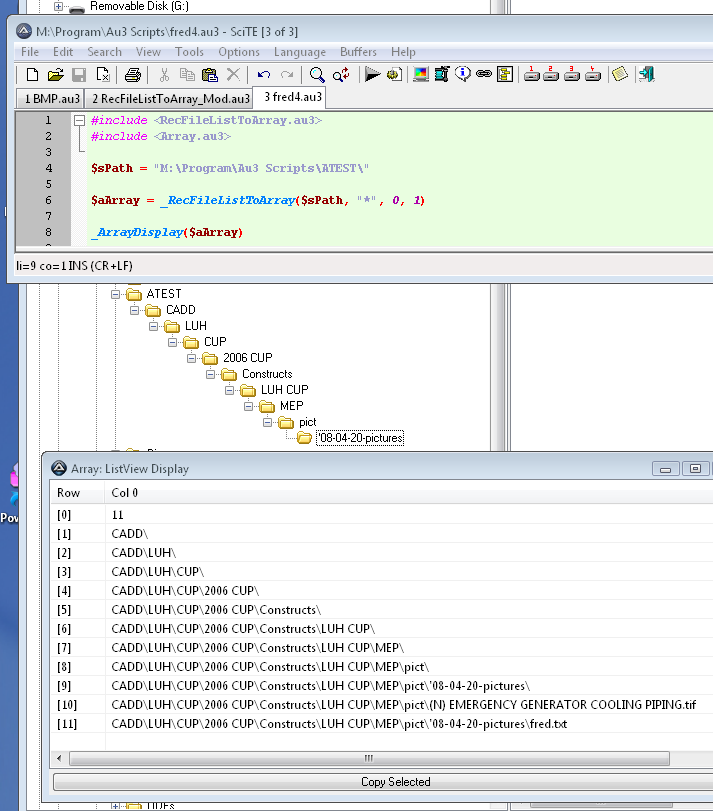 Removable Disk (G:)
M:\Program\Au3 Scripts\fred4.au3 - SciTE [3 of 3]
File Edit Search View Tools Options Language Buffers Help
1 BMP.au3 2 RecFileListToArray_Mod.au3 3 fred4.au3
1 #include <RecFileListToArray.au3>
2 #include <Array.au3>
3
4 $sPath = "M:\Program\Au3 Scripts\ATEST\"
5
6 $aArray = _RecFileListToArray($sPath, "*", 0, 1)
7
8 _ArrayDisplay($aArray)
li=9 co=1 INS (CR+LF)
ATEST
CADD
LUH
CUP
2006 CUP
Constructs
LUH CUP
MEP
pict
'08-04-20-pictures
Array: ListView Display
Row Col 0
[0] 11
[1] CADD\
[2] CADD\LUH\
[3] CADD\LUH\CUP\
[4] CADD\LUH\CUP\2006 CUP\
[5] CADD\LUH\CUP\2006 CUP\Constructs\
[6] CADD\LUH\CUP\2006 CUP\Constructs\LUH CUP\
[7] CADD\LUH\CUP\2006 CUP\Constructs\LUH CUP\MEP\
[8] CADD\LUH\CUP\2006 CUP\Constructs\LUH CUP\MEP\pict\
[9] CADD\LUH\CUP\2006 CUP\Constructs\LUH CUP\MEP\pict\'08-04-20-pictures\
[10] CADD\LUH\CUP\2006 CUP\Constructs\LUH CUP\MEP\pict\(N) EMERGENCY GENERATOR COOLING PIPING.tif
[11] CADD\LUH\CUP\2006 CUP\Constructs\LUH CUP\MEP\pict\'08-04-20-pictures\fred.txt
Copy Selected